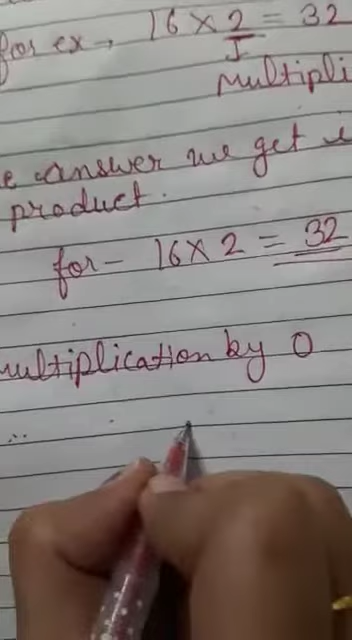 for ex → 16 × 2 = 32
multipli
e answer we get i
product.
for - 16 × 2 = 32
multiplication by 0